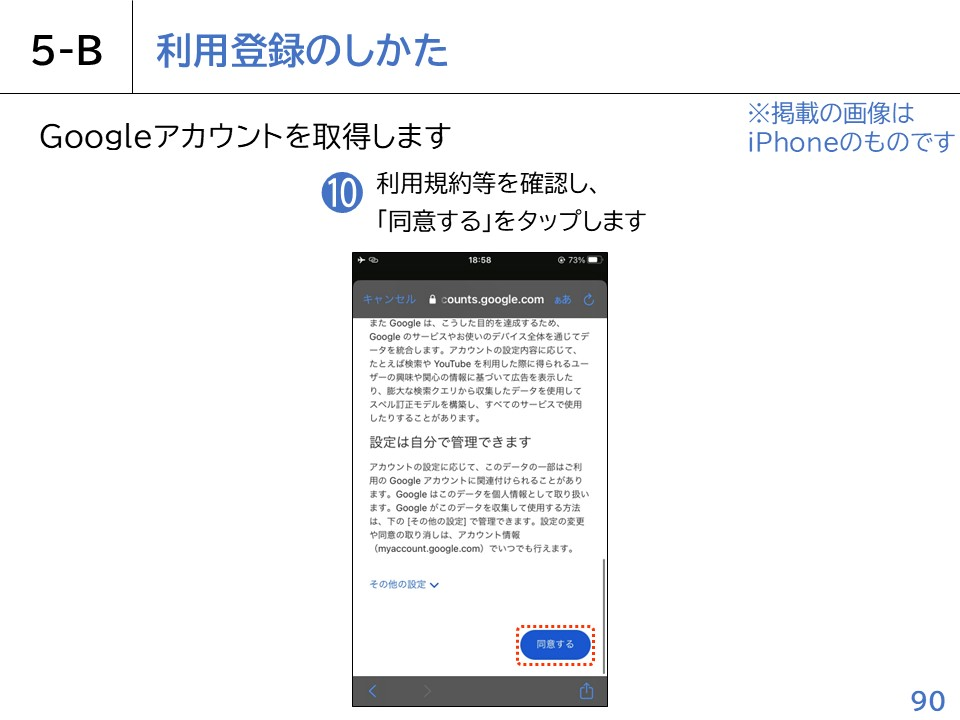 5-B
利用登録のしかた
※掲載の画像は
iPhoneのものです
Googleアカウントを取得します
⑩ 利用規約等を確認し、
「同意する」をタップします
18:58
73%
キャンセル
counts.google.com
ああ
また Google は、こうした目的を達成するため、
Google のサービスやお使いのデバイス全体を通じてデ
ータを統合します。アカウントの設定内容に応じて、
たとえば検索や YouTube を利用した際に得られるユー
ザーの興味や関心の情報に基づいて広告を表示した
り、膨大な検索クエリから収集したデータを使用して
スペル訂正モデルを構築し、すべてのサービスで使用
したりすることがあります。
設定は自分で管理できます
アカウントの設定に応じて、このデータの一部はご利
用の Google アカウントに関連付けられることがあり
ます。Google はこのデータを個人情報として取り扱い
ます。Google がこのデータを収集して使用する方法
は、下の [その他の設定] で管理できます。設定の変更
や同意の取り消しは、アカウント情報
（myaccount.google.com）でいつでも行えます。
その他の設定
同意する
90